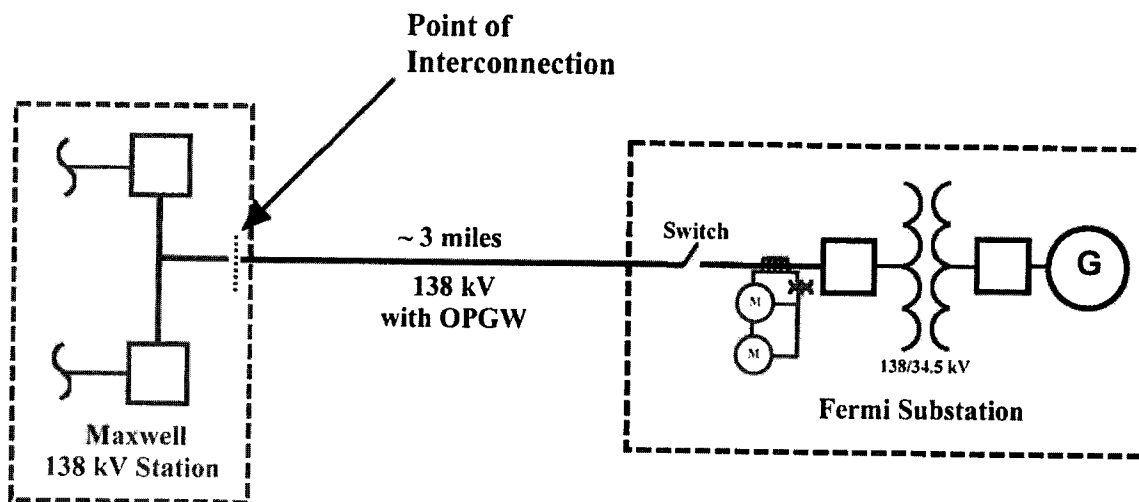 Point of
Interconnection
~ 3 miles
138 kV
with OPGW
Switch
M
M
G
138/34.5 kV
Fermi Substation
Maxwell
138 kV Station